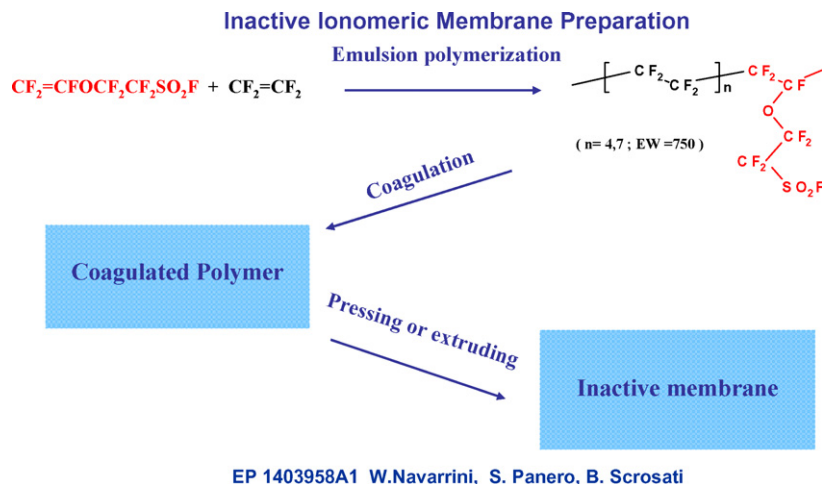 Inactive Ionomeric Membrane Preparation
Emulsion polymerization
CF₂=CFOCF₂CF₂SO₂F + CF₂=CF₂
[ CF₂ CF₂ ]n CF₂ CF
O
CF₂
CF₂
SO₂F
( n= 4,7 ; EW =750 )
Coagulation
Coagulated Polymer
Pressing or extruding
Inactive membrane
EP 1403958A1 W.Navarrini, S. Panero, B. Scrosati